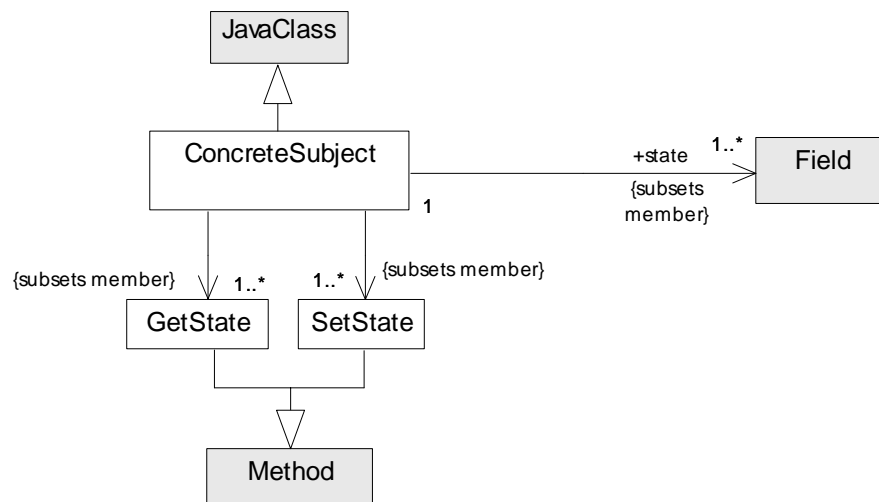 JavaClass
ConcreteSubject
+state
1..*
Field
{subsets
member}
1
{subsets member}
1..*
1..*
{subsets member}
GetState
SetState
Method